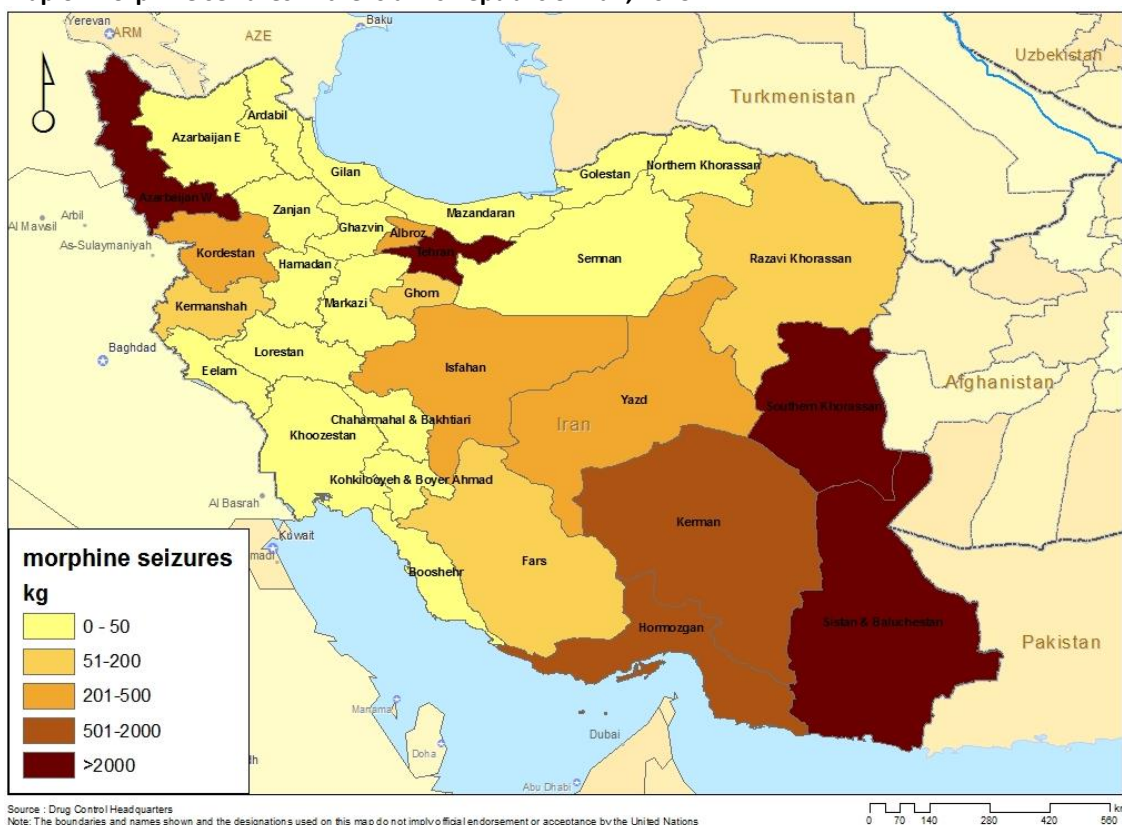 Yerevan
ARM
AZE
Baku
Uzbekistan
Turkmenistan
Ardabil
Azarbaijan E
Gilan
Golestan
Northern Khorassan
Azarbaijan W
Zanjan
Mazandaran
Al Mawsil
Arbil
Ghazvin
Albroz
As-Sulaymaniyah
Kordestan
Tehran
Semnan
Razavi Khorassan
Hamadan
Kermanshah
Markazi
Ghom
Baghdad
Lorestan
Eelam
Isfahan
Afghanistan
Yazd
Southern Khorassan
Chaharmahal & Bakhtiari
Iran
Khoozestan
Kohkilooyeh & Boyer Ahmad
Al Basrah
Kerman
Kuwait
madi
Fars
Booshehr
Hormozgan
Sistan & Baluchestan
Pakistan
Manama
Doha
Dubai
Abu Dhabi
morphine seizures
kg
0 - 50
51-200
201-500
501-2000
>2000
Source : Drug Control Headquarters
0 70 140 280 420 560
Note: The boundaries and names shown and the designations used on this map do not imply official endorsement or acceptance by the United Nations